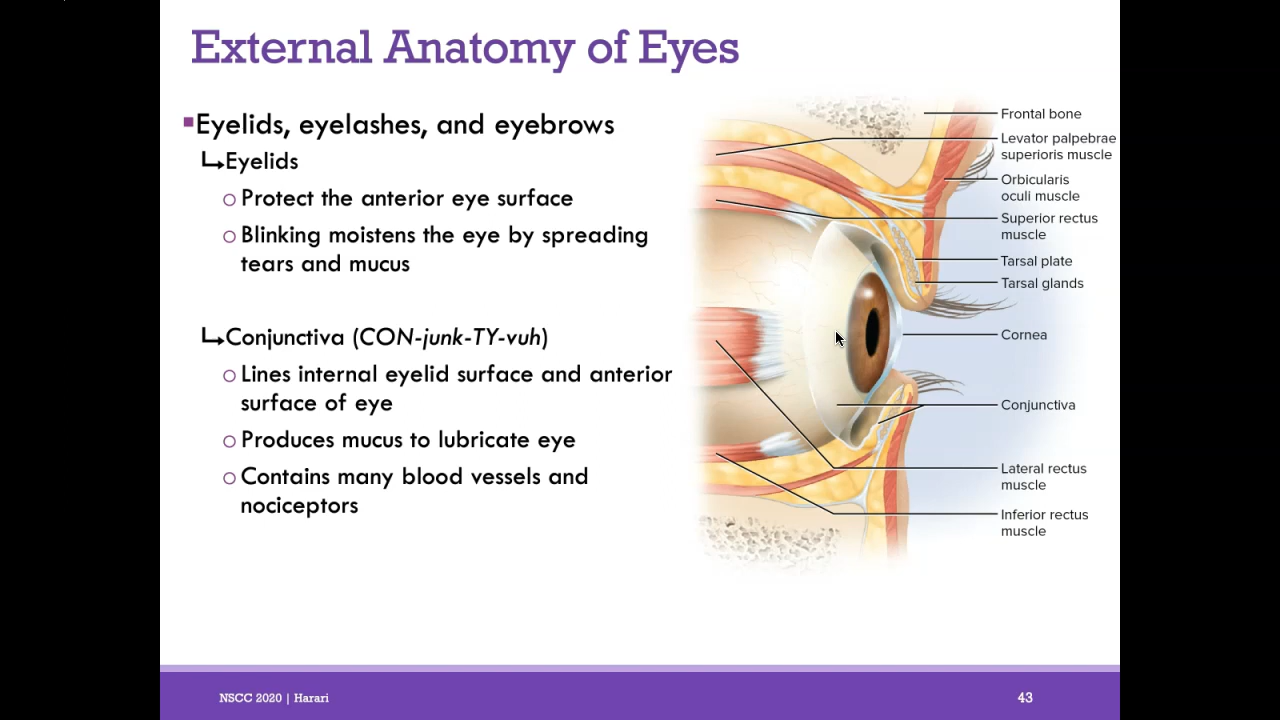 External Anatomy of Eyes
Eyelids, eyelashes, and eyebrows
Eyelids
Protect the anterior eye surface
Blinking moistens the eye by spreading
tears and mucus
Conjunctiva (CON-junk-TY-vuh)
Lines internal eyelid surface and anterior
surface of eye
Produces mucus to lubricate eye
Contains many blood vessels and
nociceptors
Frontal bone
Levator palpebrae
superioris muscle
Orbicularis
oculi muscle
Superior rectus
muscle
Tarsal plate
Tarsal glands
Cornea
Conjunctiva
Lateral rectus
muscle
Inferior rectus
muscle
NSCC 2020 | Harari
43